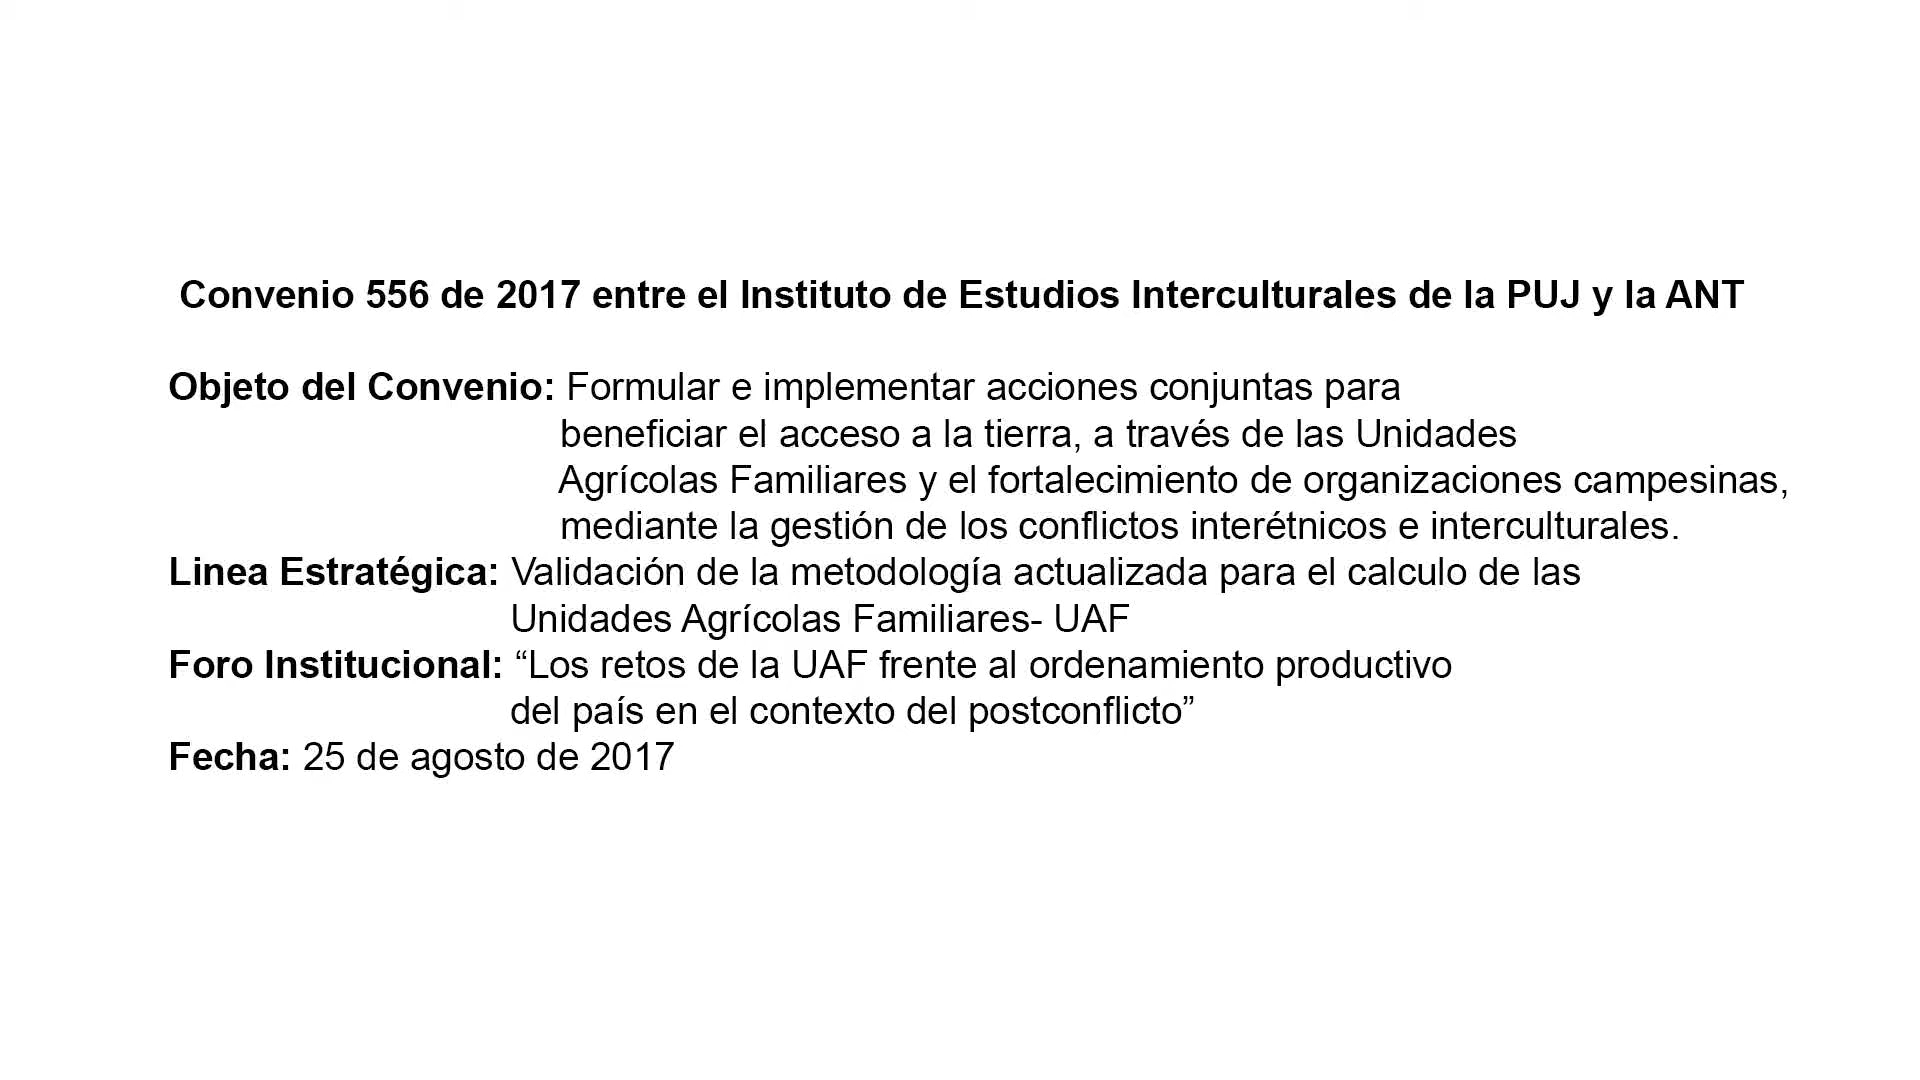 Convenio 556 de 2017 entre el Instituto de Estudios Interculturales de la PUJ y la ANT
Objeto del Convenio: Formular e implementar acciones conjuntas para
beneficiar el acceso a la tierra, a través de las Unidades
Agrícolas Familiares y el fortalecimiento de organizaciones campesinas,
mediante la gestión de los conflictos interétnicos e interculturales.
Linea Estratégica: Validación de la metodología actualizada para el calculo de las
Unidades Agrícolas Familiares- UAF
Foro Institucional: “Los retos de la UAF frente al ordenamiento productivo
del país en el contexto del postconflicto”
Fecha: 25 de agosto de 2017